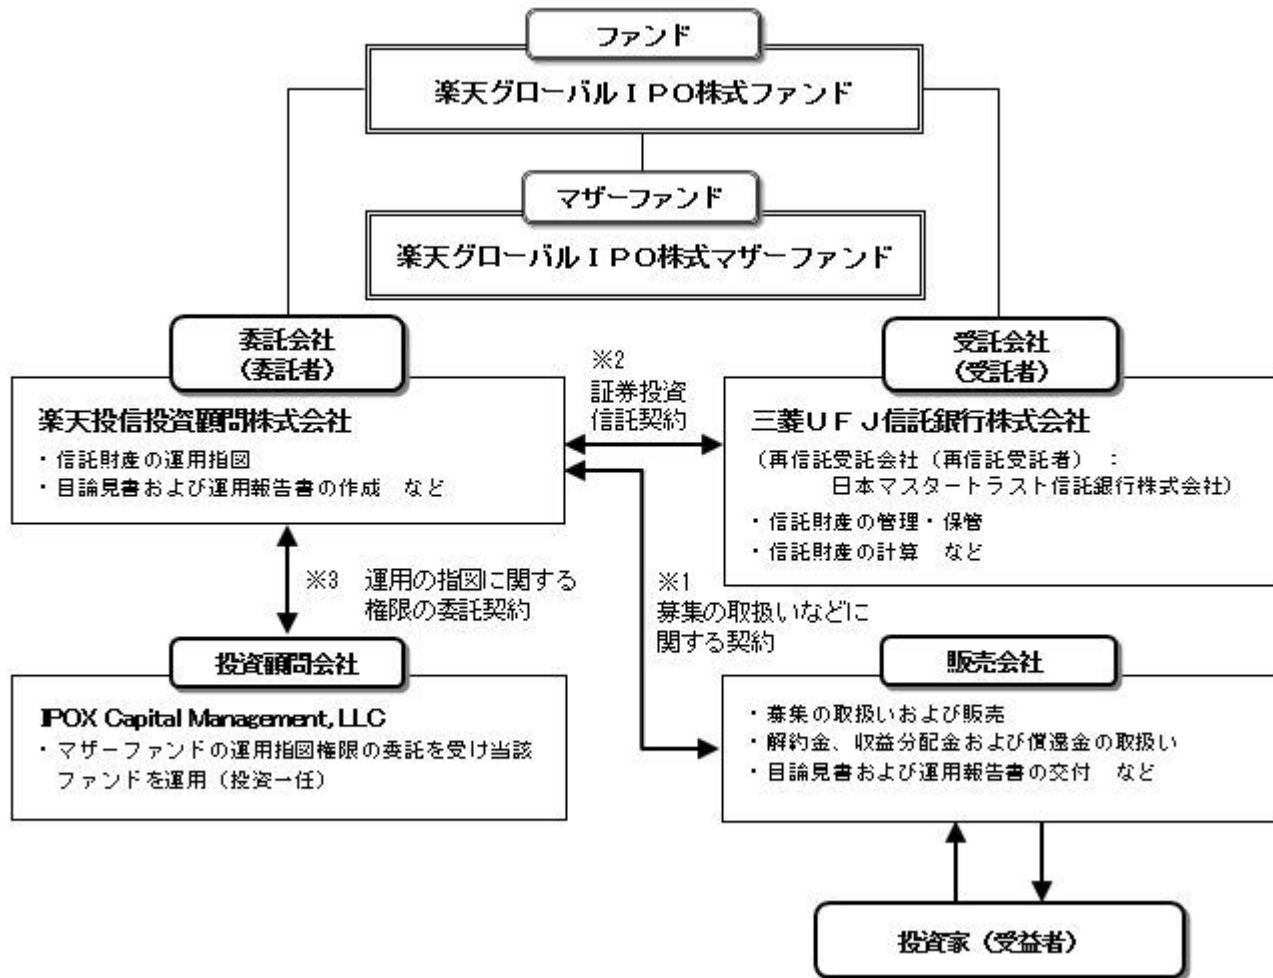 ファンド
楽天グローバルＩＰＯ株式ファンド
マザーファンド
楽天グローバルＩＰＯ株式マザーファンド
委託会社
（委託者）
楽天投信投資顧問株式会社
・信託財産の運用指図
・目論見書および運用報告書の作成　など
※2
証券投資
信託契約
受託会社
（受託者）
三菱ＵＦＪ信託銀行株式会社
（再信託受託会社（再信託受託者）：
日本マスタートラスト信託銀行株式会社）
・信託財産の管理・保管
・信託財産の計算　など
※3　運用の指図に関する
権限の委託契約
※1
募集の取扱いなどに
関する契約
投資顧問会社
IPOX Capital Management, LLC
・マザーファンドの運用指図権限の委託を受け当該
ファンドを運用（投資一任）
販売会社
・募集の取扱いおよび販売
・解約金、収益分配金および償還金の取扱い
・目論見書および運用報告書の交付　など
投資家（受益者）